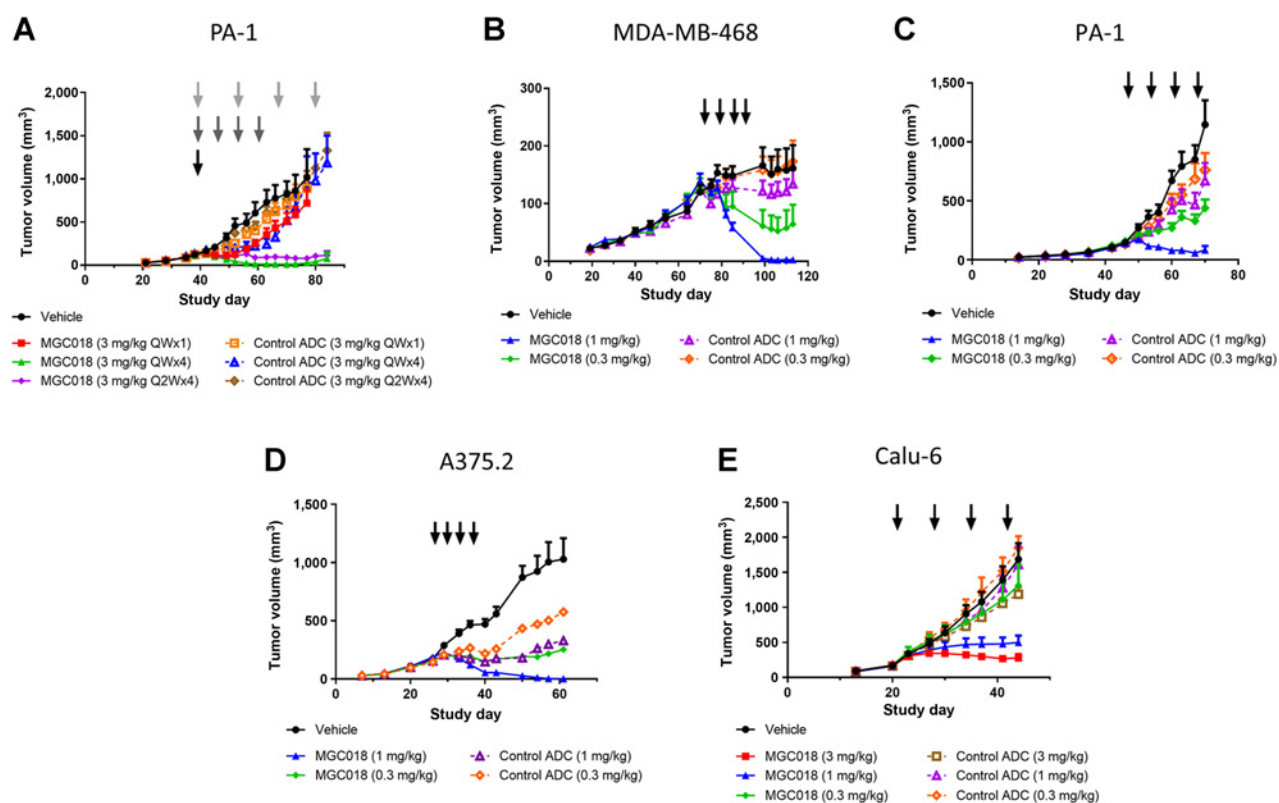 A
PA-1
Tumor volume (mm³)
2,000
1,500
1,000
500
0
0 20 40 60 80 100
Study day
Vehicle
MGC018 (3 mg/kg QWx1)
Control ADC (3 mg/kg QWx1)
MGC018 (3 mg/kg QWx4)
Control ADC (3 mg/kg QWx4)
MGC018 (3 mg/kg Q2Wx4)
Control ADC (3 mg/kg Q2Wx4)
B
MDA-MB-468
Tumor volume (mm³)
300
200
100
0
0 20 40 60 80 100 120
Study day
Vehicle
MGC018 (1 mg/kg)
Control ADC (1 mg/kg)
MGC018 (0.3 mg/kg)
Control ADC (0.3 mg/kg)
C
PA-1
Tumor volume (mm³)
1,500
1,000
500
0
0 20 40 60 80
Study day
Vehicle
MGC018 (1 mg/kg)
Control ADC (1 mg/kg)
MGC018 (0.3 mg/kg)
Control ADC (0.3 mg/kg)
D
A375.2
Tumor volume (mm³)
1,500
1,000
500
0
0 20 40 60
Study day
Vehicle
MGC018 (1 mg/kg)
Control ADC (1 mg/kg)
MGC018 (0.3 mg/kg)
Control ADC (0.3 mg/kg)
E
Calu-6
Tumor volume (mm³)
2,500
2,000
1,500
1,000
500
0
0 20 40
Study day
Vehicle
MGC018 (3 mg/kg)
Control ADC (3 mg/kg)
MGC018 (1 mg/kg)
Control ADC (1 mg/kg)
MGC018 (0.3 mg/kg)
Control ADC (0.3 mg/kg)